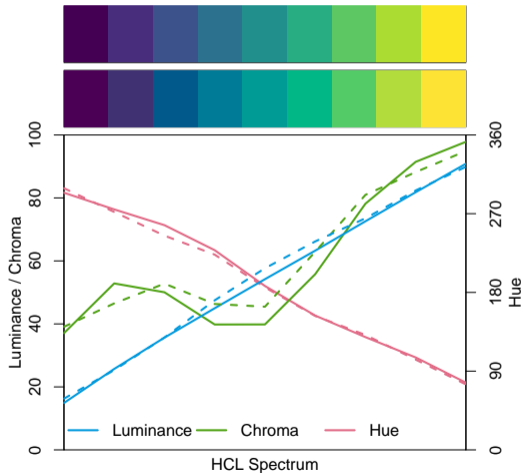 100
80
60
40
20
0
Luminance / Chroma
360
270
180
90
0
Hue
Luminance
Chroma
Hue
HCL Spectrum